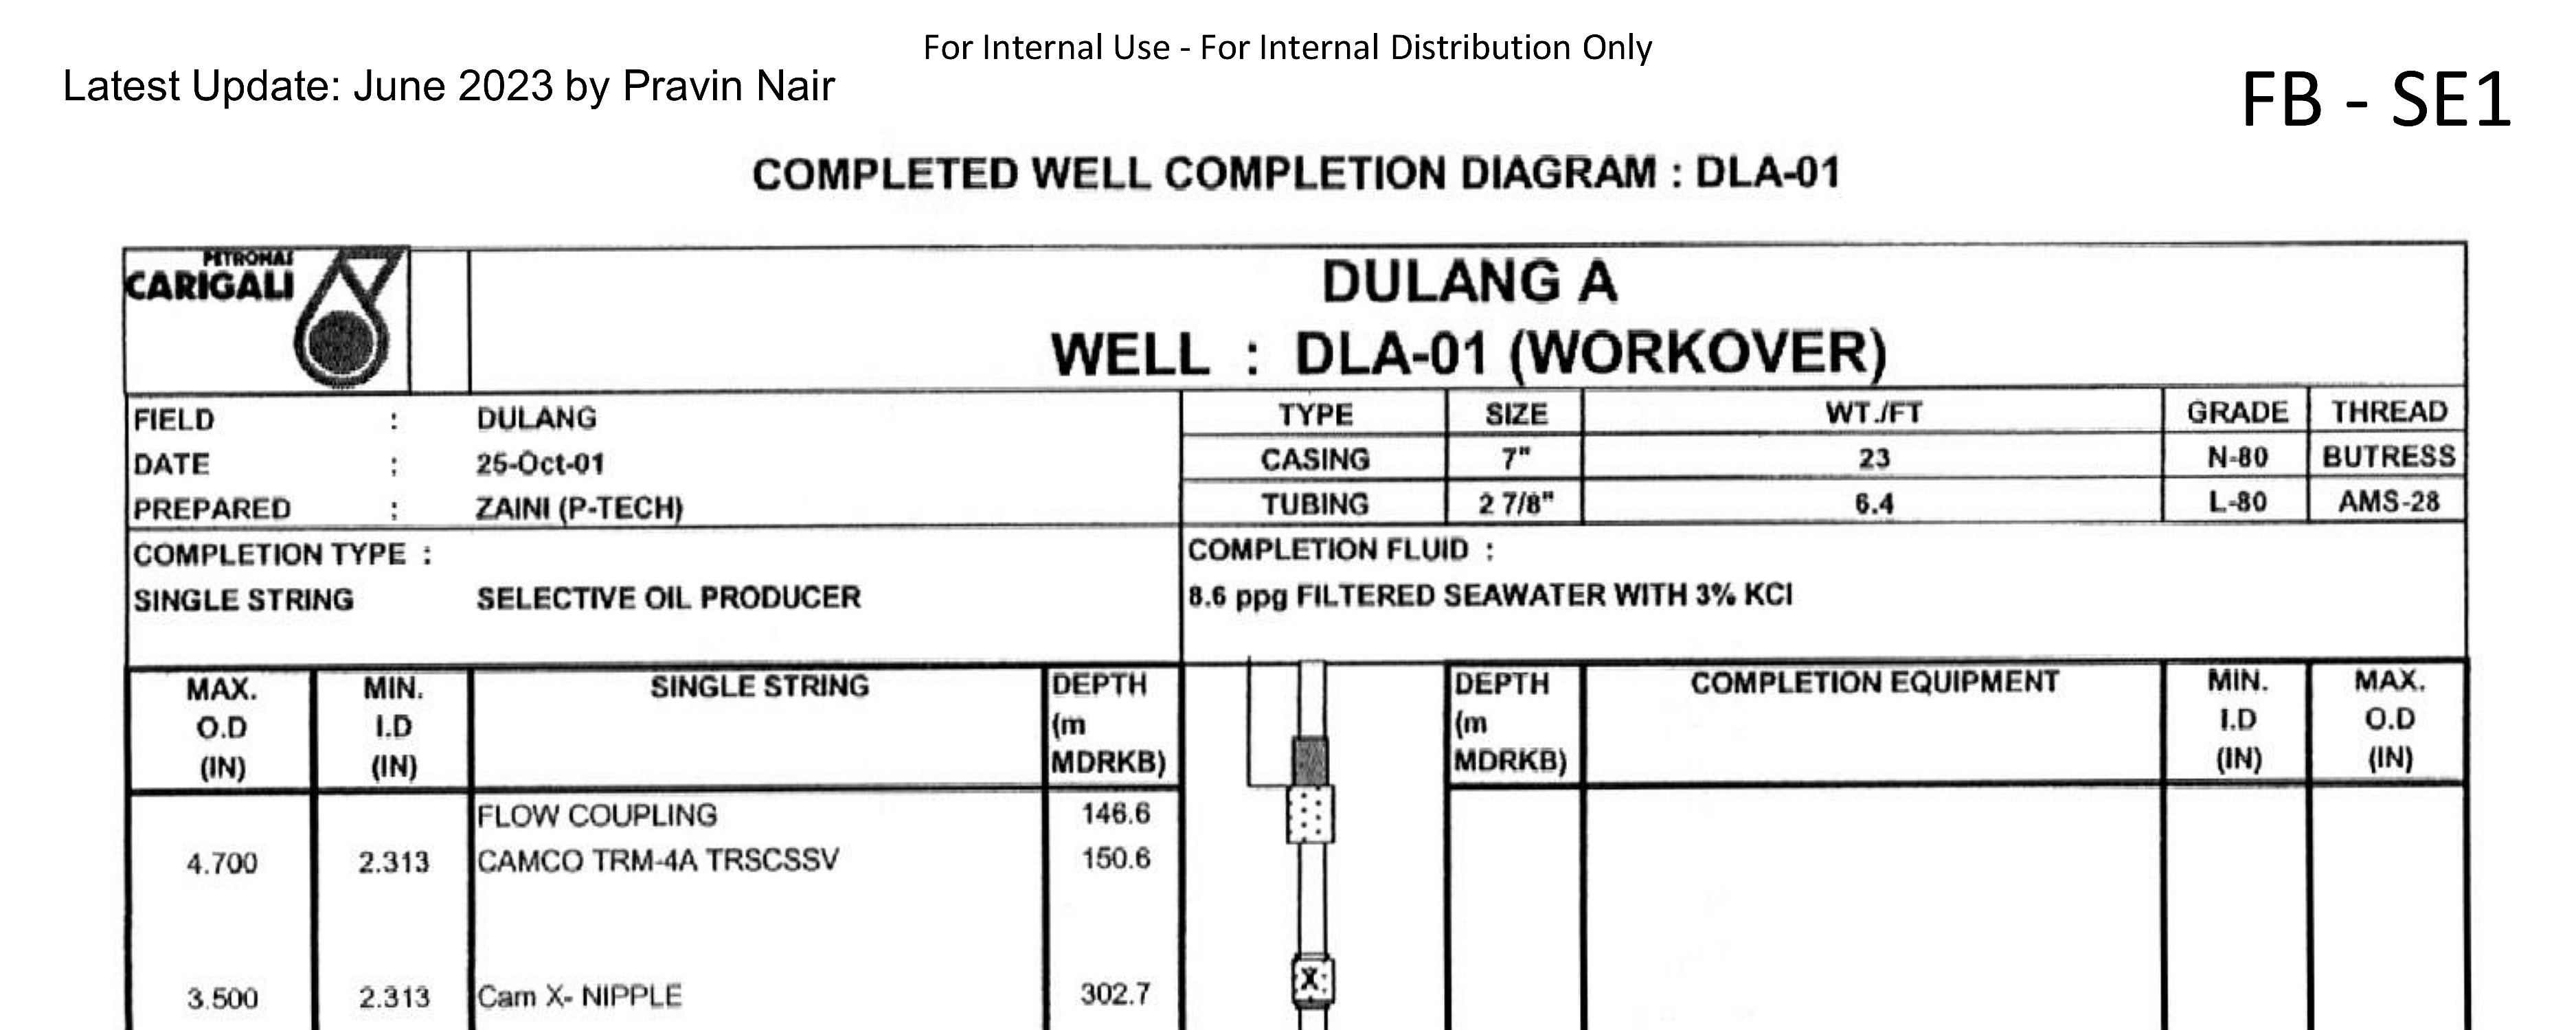 For Internal Use - For Internal Distribution Only
Latest Update: June 2023 by Pravin Nair
FB - SE1
COMPLETED WELL COMPLETION DIAGRAM : DLA-01
PETRONAS
CARIGALI
DULANG A
WELL : DLA-01 (WORKOVER)
FIELD : DULANG
DATE : 25-Oct-01
PREPARED : ZAINI (P-TECH)
TYPE SIZE WT./FT GRADE THREAD
CASING 7" 23 N-80 BUTRESS
TUBING 2 7/8" 6.4 L-80 AMS-28
COMPLETION TYPE :
SINGLE STRING SELECTIVE OIL PRODUCER
COMPLETION FLUID :
8.6 ppg FILTERED SEAWATER WITH 3% KCl
MAX. MIN. SINGLE STRING DEPTH
O.D I.D (m
(IN) (IN) MDRKB)
DEPTH COMPLETION EQUIPMENT MIN. MAX.
(m I.D O.D
MDRKB) (IN) (IN)
FLOW COUPLING 146.6
4.700 2.313 CAMCO TRM-4A TRSCSSV 150.6
3.500 2.313 Cam X- NIPPLE 302.7
X